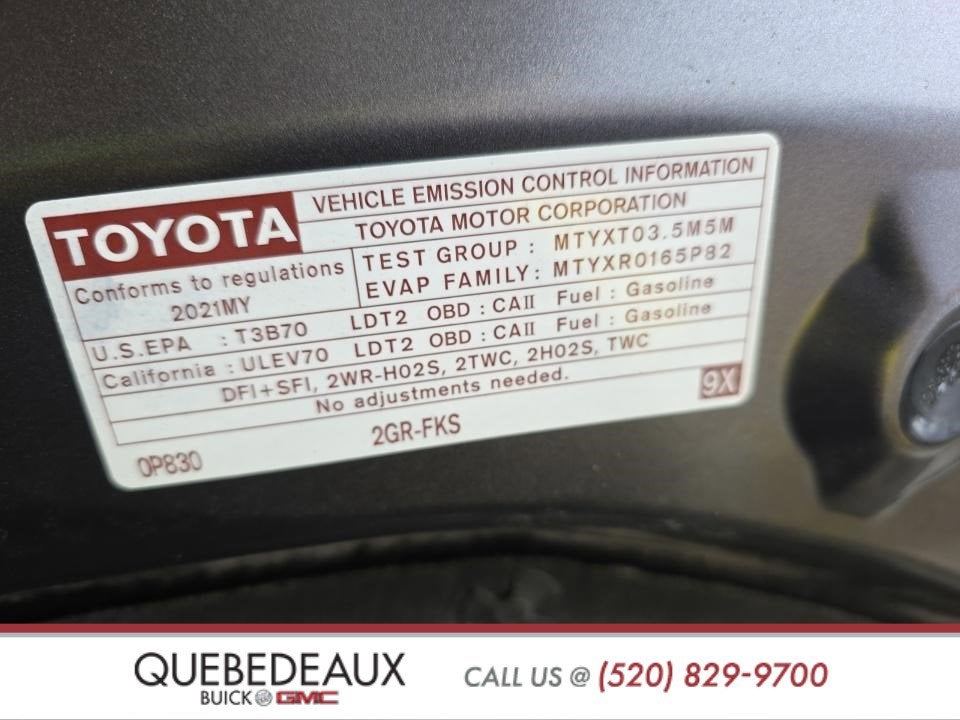 TOYOTA
VEHICLE EMISSION CONTROL INFORMATION
TOYOTA MOTOR CORPORATION
Conforms to regulations
2021MY
TEST GROUP : MTYXT03.5M5M
EVAP FAMILY: MTYXR0165P82
U.S.EPA : T3B70 LDT2 OBD : CAII Fuel : Gasoline
California : ULEV70 LDT2 OBD : CAII Fuel : Gasoline
DFI+SFI, 2WR-HO2S, 2TWC, 2HO2S, TWC
No adjustments needed.
9X
0P830
2GR-FKS
QUEBEDEAUX
BUICK GMC
CALL US @ (520) 829-9700